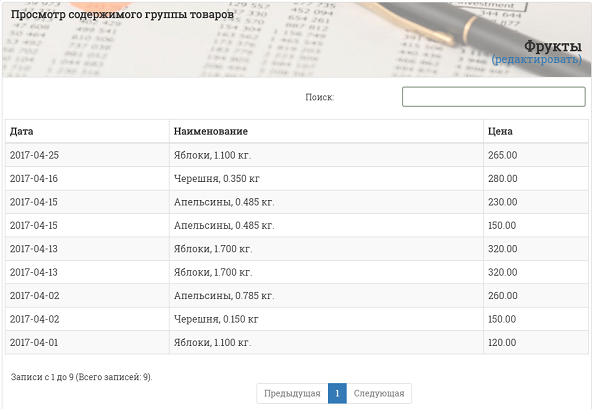 Просмотр содержимого группы товаров
Фрукты
(редактировать)
Поиск:
Дата Наименование Цена
2017-04-25 Яблоки, 1.100 кг. 265.00
2017-04-16 Черешня, 0.350 кг 280.00
2017-04-15 Апельсины, 0.485 кг. 230.00
2017-04-15 Апельсины, 0.485 кг. 150.00
2017-04-13 Яблоки, 1.700 кг. 320.00
2017-04-13 Яблоки, 1.700 кг. 320.00
2017-04-02 Апельсины, 0.785 кг. 260.00
2017-04-02 Черешня, 0.150 кг 150.00
2017-04-01 Яблоки, 1.100 кг. 120.00
Записи с 1 до 9 (Всего записей: 9).
Предыдущая 1 Следующая